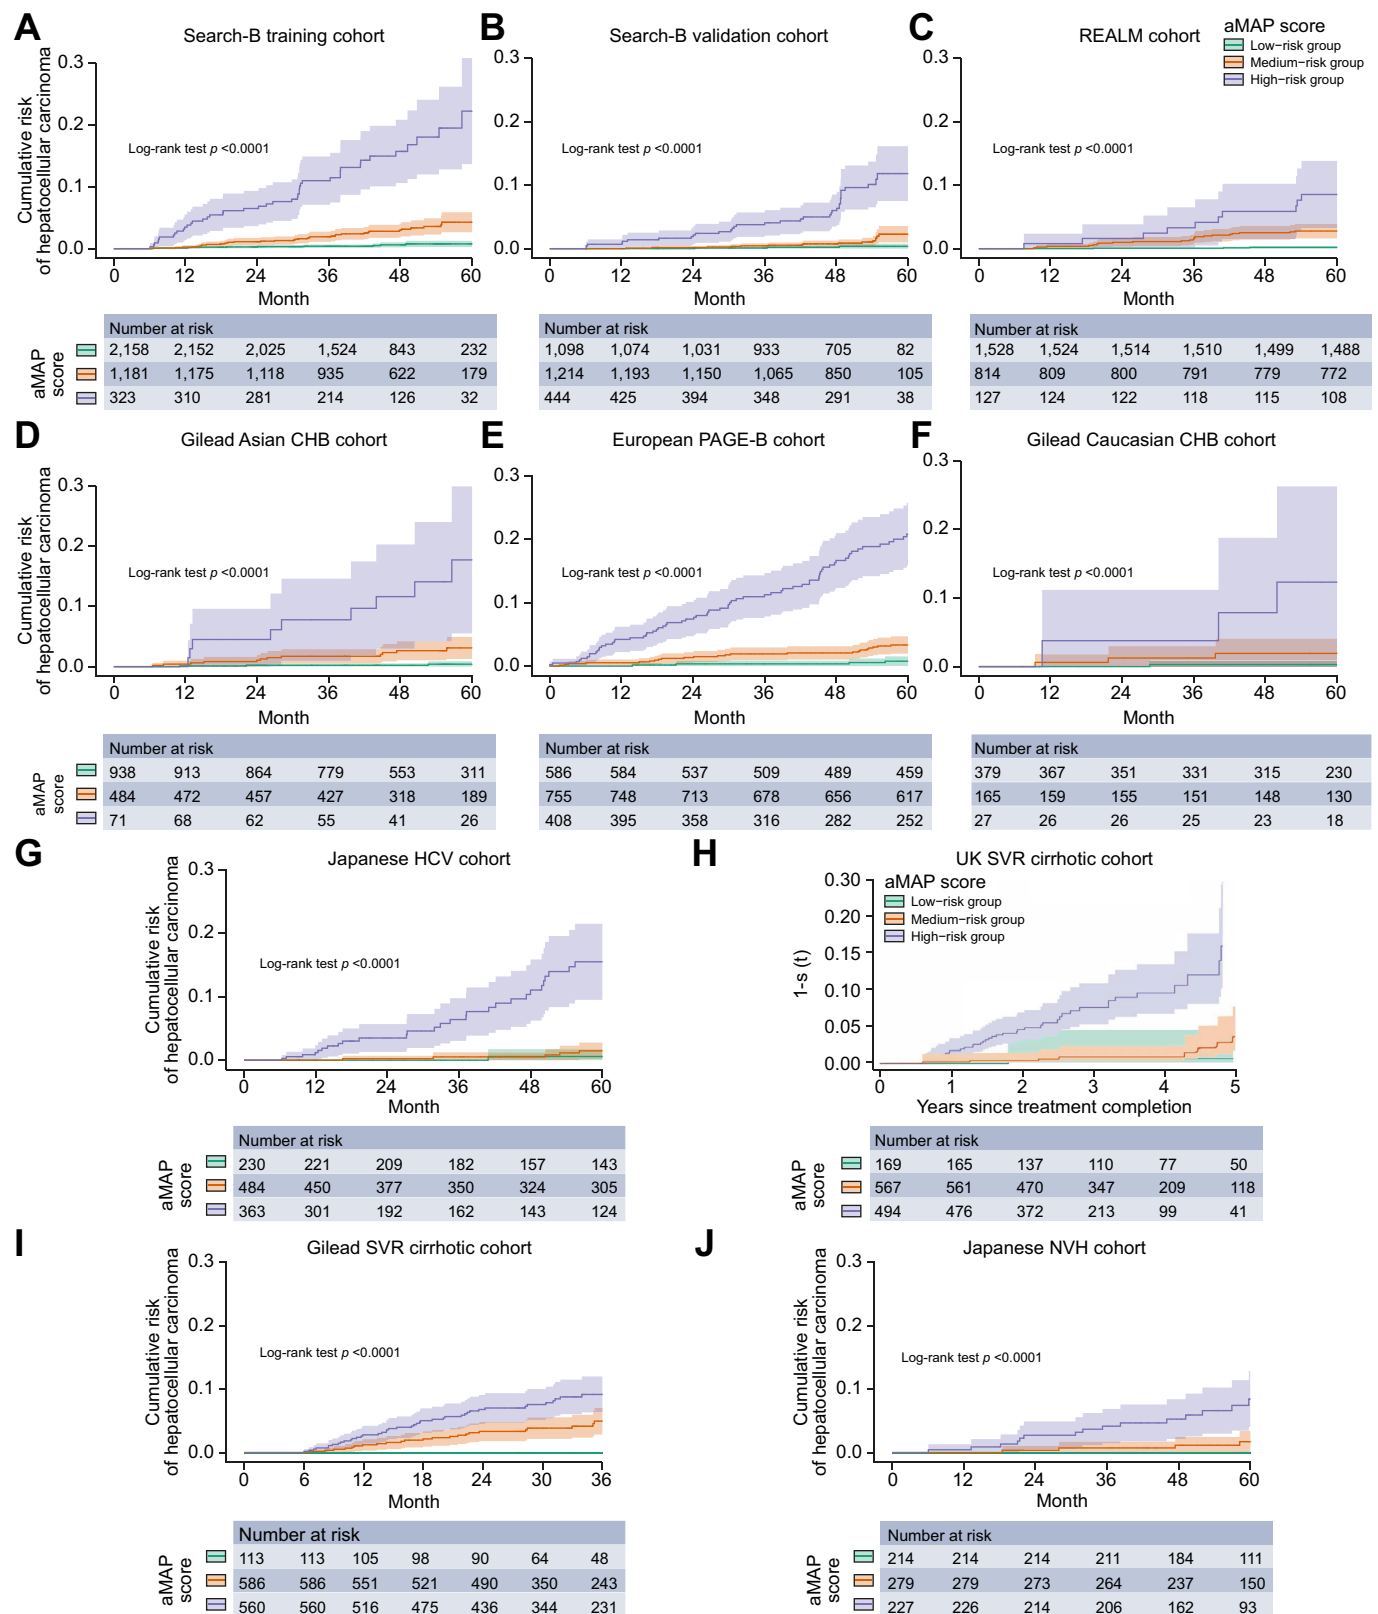 A
Search-B training cohort
Cumulative risk
of hepatocellular carcinoma
0.3
0.2
0.1
0.0
Log-rank test p <0.0001
0 12 24 36 48 60
Month
aMAP
score
Number at risk
2,158 2,152 2,025 1,524 843 232
1,181 1,175 1,118 935 622 179
323 310 281 214 126 32
B
Search-B validation cohort
0.3
0.2
0.1
0.0
Log-rank test p <0.0001
0 12 24 36 48 60
Month
Number at risk
1,098 1,074 1,031 933 705 82
1,214 1,193 1,150 1,065 850 105
444 425 394 348 291 38
C
REALM cohort
aMAP score
Low–risk group
Medium–risk group
High–risk group
0.3
0.2
0.1
0.0
Log-rank test p <0.0001
0 12 24 36 48 60
Month
Number at risk
1,528 1,524 1,514 1,510 1,499 1,488
814 809 800 791 779 772
127 124 122 118 115 108
D
Gilead Asian CHB cohort
Cumulative risk
of hepatocellular carcinoma
0.3
0.2
0.1
0.0
Log-rank test p <0.0001
0 12 24 36 48 60
Month
aMAP
score
Number at risk
938 913 864 779 553 311
484 472 457 427 318 189
71 68 62 55 41 26
E
European PAGE-B cohort
0.3
0.2
0.1
0.0
Log-rank test p <0.0001
0 12 24 36 48 60
Month
Number at risk
586 584 537 509 489 459
755 748 713 678 656 617
408 395 358 316 282 252
F
Gilead Caucasian CHB cohort
0.3
0.2
0.1
0.0
Log-rank test p <0.0001
0 12 24 36 48 60
Month
Number at risk
379 367 351 331 315 230
165 159 155 151 148 130
27 26 26 25 23 18
G
Japanese HCV cohort
Cumulative risk
of hepatocellular carcinoma
0.3
0.2
0.1
0.0
Log-rank test p <0.0001
0 12 24 36 48 60
Month
aMAP
score
Number at risk
230 221 209 182 157 143
484 450 377 350 324 305
363 301 192 162 143 124
H
UK SVR cirrhotic cohort
aMAP score
Low–risk group
Medium–risk group
High–risk group
1-s (t)
0.30
0.20
0.15
0.10
0.05
0.00
0 1 2 3 4 5
Years since treatment completion
aMAP
score
Number at risk
169 165 137 110 77 50
567 561 470 347 209 118
494 476 372 213 99 41
I
Gilead SVR cirrhotic cohort
Cumulative risk
of hepatocellular carcinoma
0.3
0.2
0.1
0.0
Log-rank test p <0.0001
0 6 12 18 24 30 36
Month
aMAP
score
Number at risk
113 113 105 98 90 64 48
586 586 551 521 490 350 243
560 560 516 475 436 344 231
J
Japanese NVH cohort
Cumulative risk
of hepatocellular carcinoma
0.3
0.2
0.1
0.0
Log-rank test p <0.0001
0 12 24 36 48 60
Month
aMAP
score
Number at risk
214 214 214 211 184 111
279 279 273 264 237 150
227 226 214 206 162 93